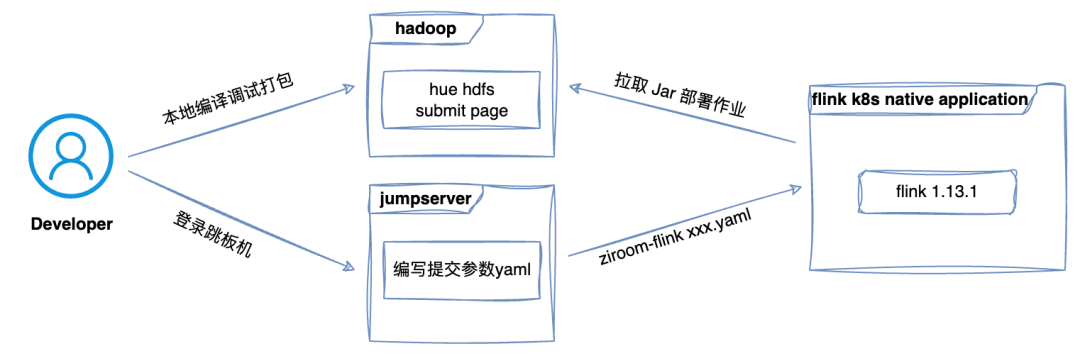 hadoop
hue hdfs
submit page
本地编译调试打包
拉取 Jar 部署作业
flink k8s native application
flink 1.13.1
Developer
jumpserver
登录跳板机
编写提交参数yaml
ziroom-flink xxx.yaml